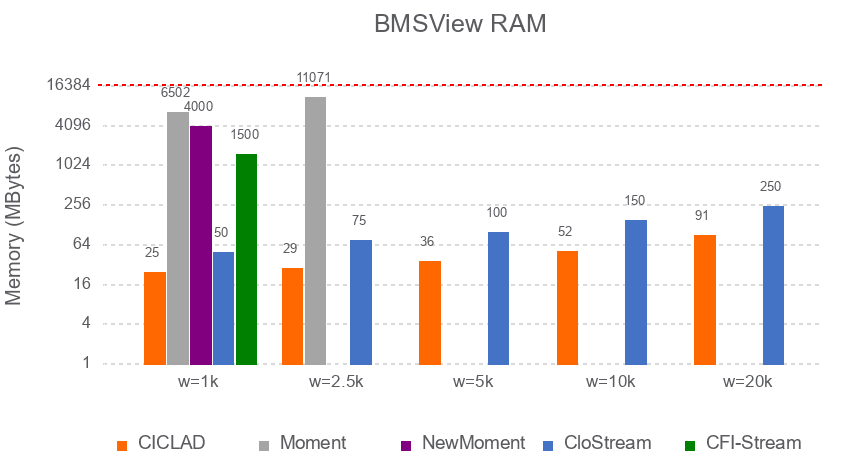 BMSView RAM
Memory (MBytes)
16384
4096
1024
256
64
16
4
1
25
6502
4000
50
1500
29
11071
75
36
100
52
150
91
250
w=1k
w=2.5k
w=5k
w=10k
w=20k
CICLAD
Moment
NewMoment
CloStream
CFI-Stream